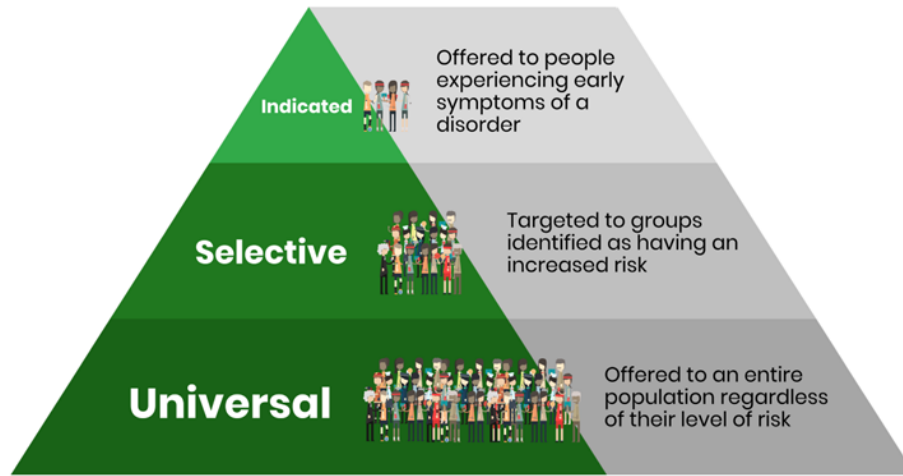 Indicated
Offered to people
experiencing early
symptoms of a
disorder
Selective
Targeted to groups
identified as having an
increased risk
Universal
Offered to an entire
population regardless
of their level of risk